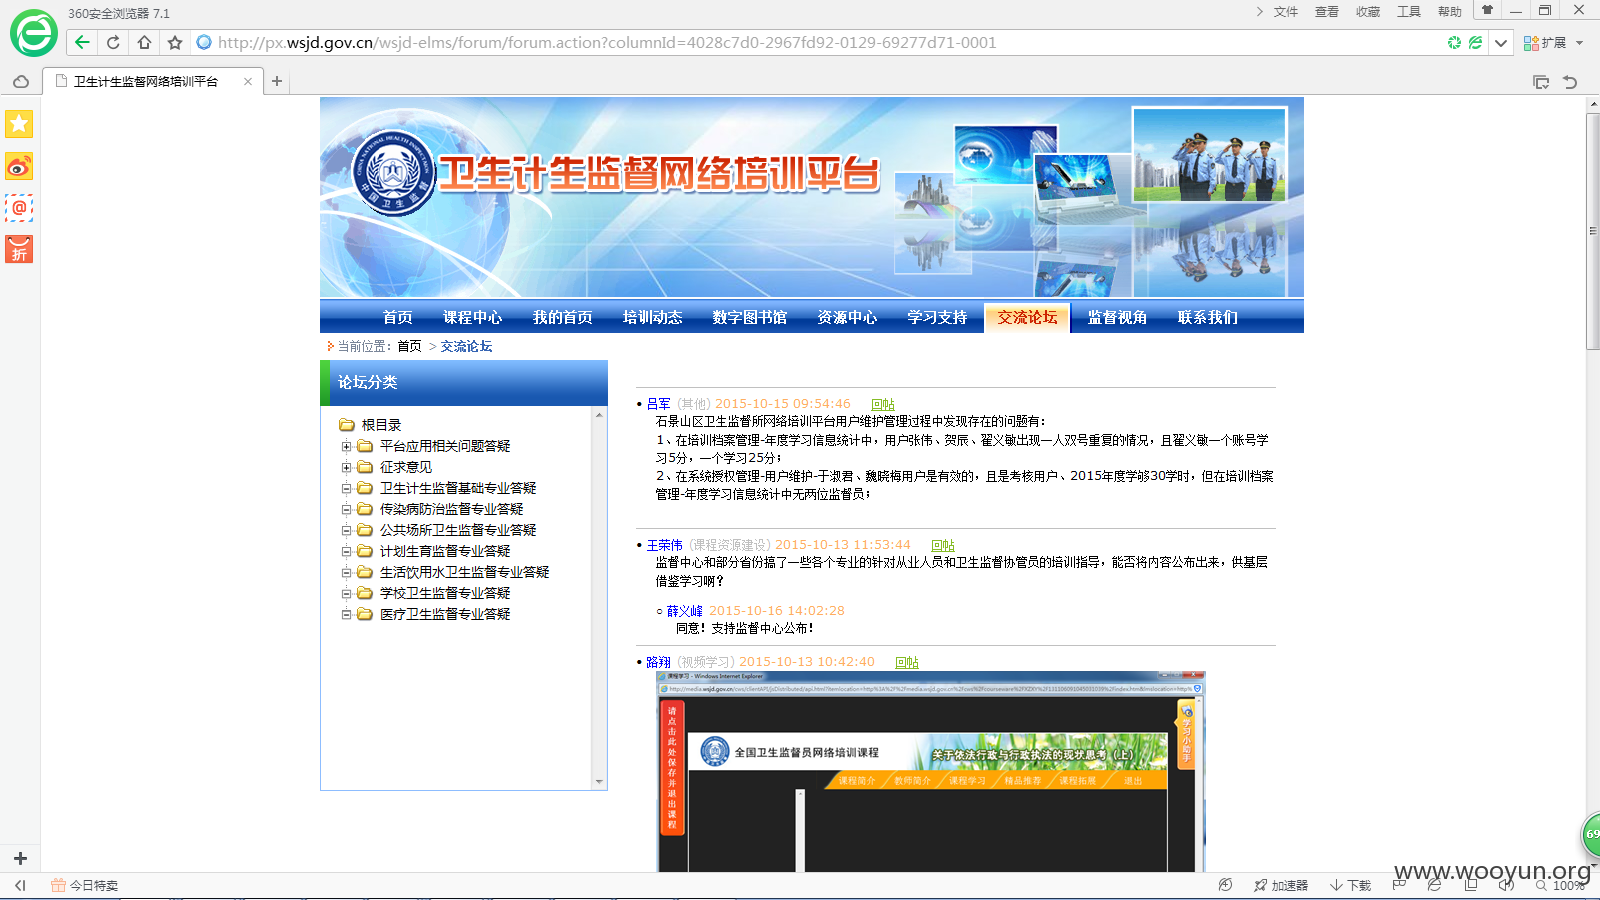 360安全浏览器 7.1
文件 查看 收藏 工具 帮助
http://px.wsjd.gov.cn/wsjd-elms/forum/forum.action?columnId=4028c7d0-2967fd92-0129-69277d71-0001
扩展
卫生计生监督网络培训平台
@
折
CHINA NATIONAL HEALTH INSPECTION
中国卫生监督
卫生计生监督网络培训平台
首页 课程中心 我的首页 培训动态 数字图书馆 资源中心 学习支持 交流论坛 监督视角 联系我们
当前位置：首页 > 交流论坛
论坛分类
根目录
平台应用相关问题答疑
征求意见
卫生计生监督基础专业答疑
传染病防治监督专业答疑
公共场所卫生监督专业答疑
计划生育监督专业答疑
生活饮用水卫生监督专业答疑
学校卫生监督专业答疑
医疗卫生监督专业答疑
• 吕军 (其他) 2015-10-15 09:54:46 回帖
石景山区卫生监督所网络培训平台用户维护管理过程中发现存在的问题有：
1、在培训档案管理-年度学习信息统计中，用户张伟、贺辰、翟义敏出现一人双号重复的情况，且翟义敏一个账号学
习5分，一个学习25分；
2、在系统授权管理-用户维护-于淑君、魏晓梅用户是有效的，且是考核用户、2015年度学够30学时，但在培训档案
管理-年度学习信息统计中无两位监督员；
• 王荣伟 (课程资源建设) 2015-10-13 11:53:44 回帖
监督中心和部分省份搞了一些各个专业的针对从业人员和卫生监督协管员的培训指导，能否将内容公布出来，供基层
借鉴学习啊？
○ 薛义峰 2015-10-16 14:02:28
同意！支持监督中心公布！
• 路翔 (视频学习) 2015-10-13 10:42:40 回帖
课程学习 - Windows Internet Explorer
请点击此处保存并退出课程
全国卫生监督员网络培训课程
关于依法行政与行政执法的现状思考（上）
学习小助手
课程简介 教师简介 课程学习 精品推荐 课程拓展 退出
69
www.wooyun.org
今日特卖
加速器 下载 100%